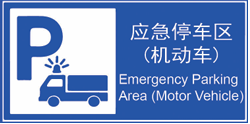 P
应急停车区
（机动车）
Emergency Parking
Area (Motor Vehicle)